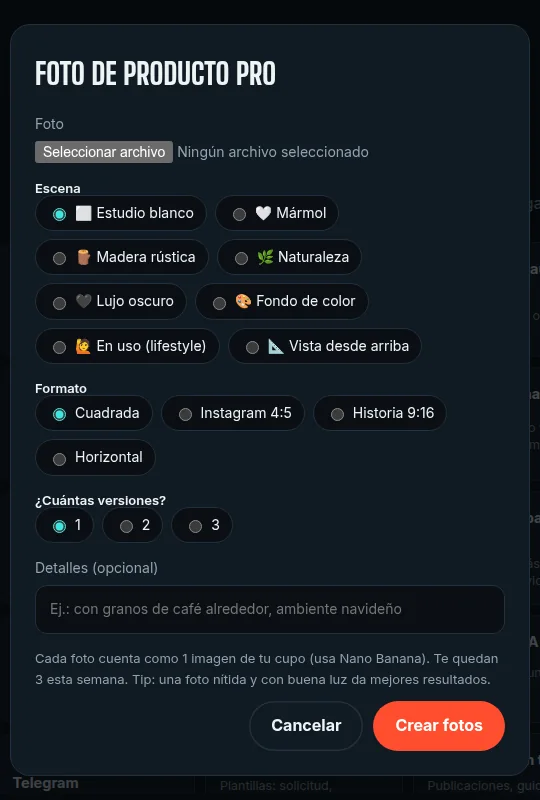 FOTO DE PRODUCTO PRO
Foto
Seleccionar archivo Ningún archivo seleccionado
Escena
Estudio blanco Mármol
Madera rústica Naturaleza
Lujo oscuro Fondo de color
En uso (lifestyle) Vista desde arriba
Formato
Cuadrada Instagram 4:5 Historia 9:16
Horizontal
¿Cuántas versiones?
1 2 3
Detalles (opcional)
Ej.: con granos de café alrededor, ambiente navideño
Cada foto cuenta como 1 imagen de tu cupo (usa Nano Banana). Te quedan
3 esta semana. Tip: una foto nítida y con buena luz da mejores resultados.
Cancelar Crear fotos
Telegram Plantillas: solicitud, Publicaciones,